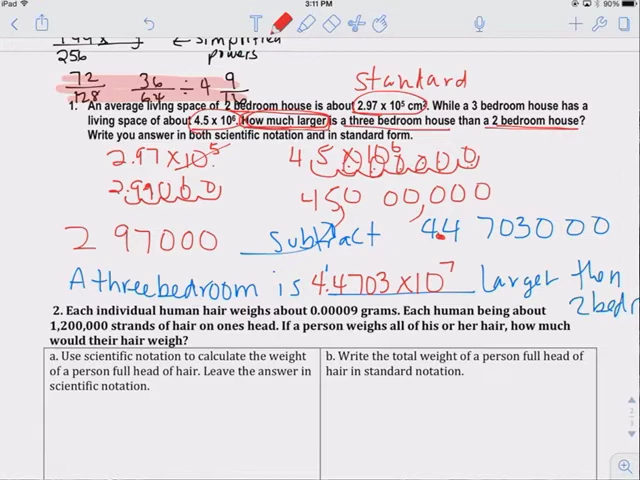 iPad
3:11 PM
90%
T
144 x
256
← simplified
powers
72 36 ÷ 4 9
128 64
Standard
1. An average living space of 2 bedroom house is about 2.97 x 10⁵ cm³. While a 3 bedroom house has a
living space of about 4.5 x 10⁶. How much larger is a three bedroom house than a 2 bedroom house?
Write you answer in both scientific notation and in standard form.
2.97 x 10⁵ 4 5 x 10⁶
450 00,000
2 97000 subtract 4.4 703000
A three bedroom is 4.4703 x 10⁷ larger then
2 bedr
2. Each individual human hair weighs about 0.00009 grams. Each human being about
1,200,000 strands of hair on ones head. If a person weighs all of his or her hair, how much
would their hair weigh?
a. Use scientific notation to calculate the weight
of a person full head of hair. Leave the answer in
scientific notation.
b. Write the total weight of a person full head of
hair in standard notation.